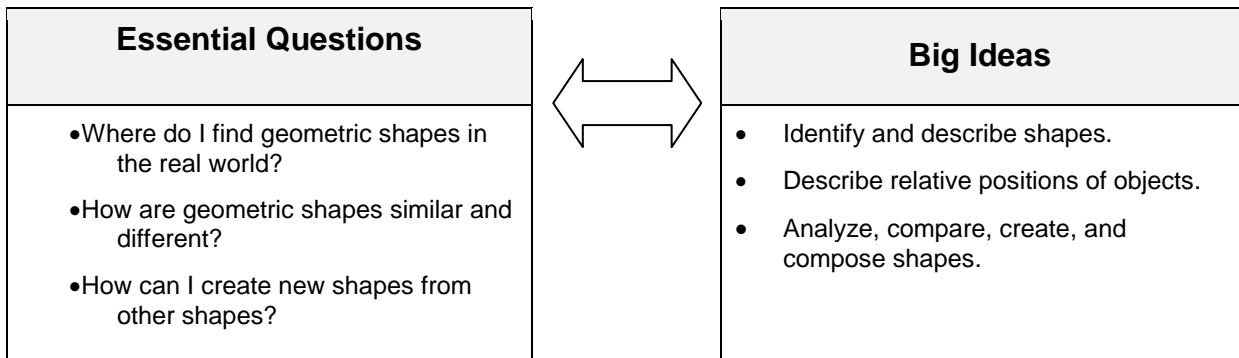 Essential Questions
•Where do I find geometric shapes in
the real world?
•How are geometric shapes similar and
different?
•How can I create new shapes from
other shapes?
Big Ideas
• Identify and describe shapes.
• Describe relative positions of objects.
• Analyze, compare, create, and
compose shapes.